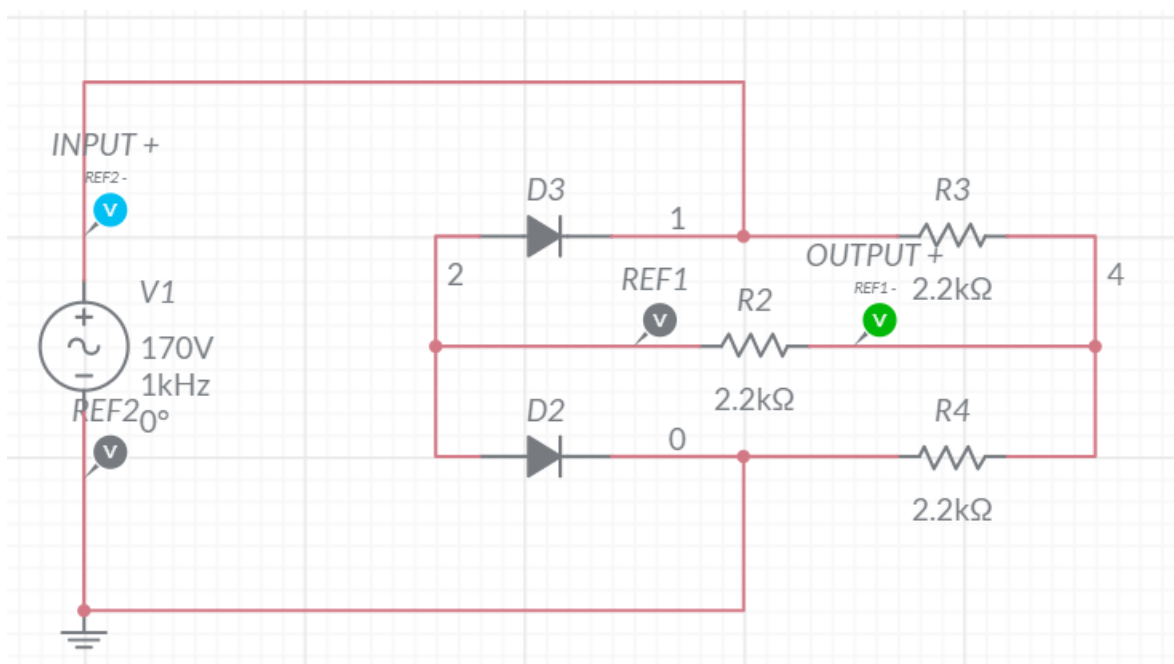 INPUT +
REF2 -
V
D3
1
R3
OUTPUT +
4
2
REF1
V
R2
REF1 -
V
2.2kΩ
V1
170V
1kHz
0°
REF2
V
2.2kΩ
D2
0
R4
2.2kΩ